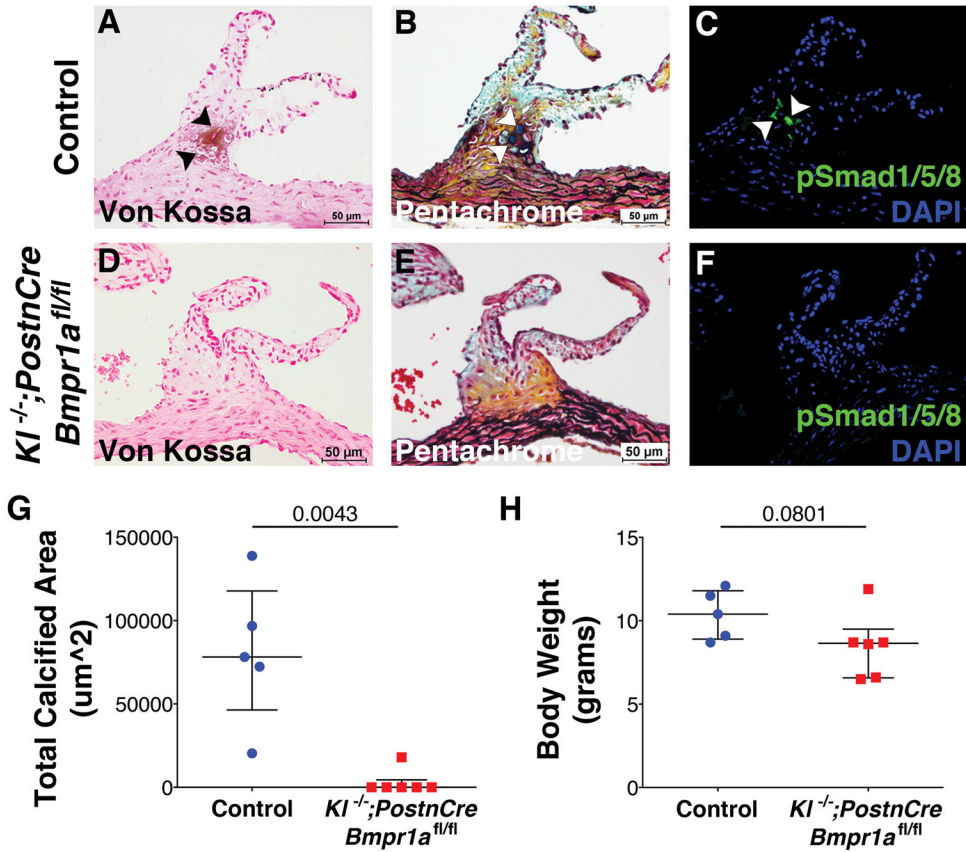 Control
A
Von Kossa
50 µm
B
Pentachrome
50 µm
C
pSmad1/5/8
DAPI
Kl -/-;PostnCre
Bmpr1a fl/fl
D
Von Kossa
50 µm
E
Pentachrome
50 µm
F
pSmad1/5/8
DAPI
G
Total Calcified Area
(um^2)
0.0043
150000
100000
50000
0
Control
Kl -/-;PostnCre
Bmpr1a fl/fl
H
Body Weight
(grams)
0.0801
15
10
5
0
Control
Kl -/-;PostnCre
Bmpr1a fl/fl